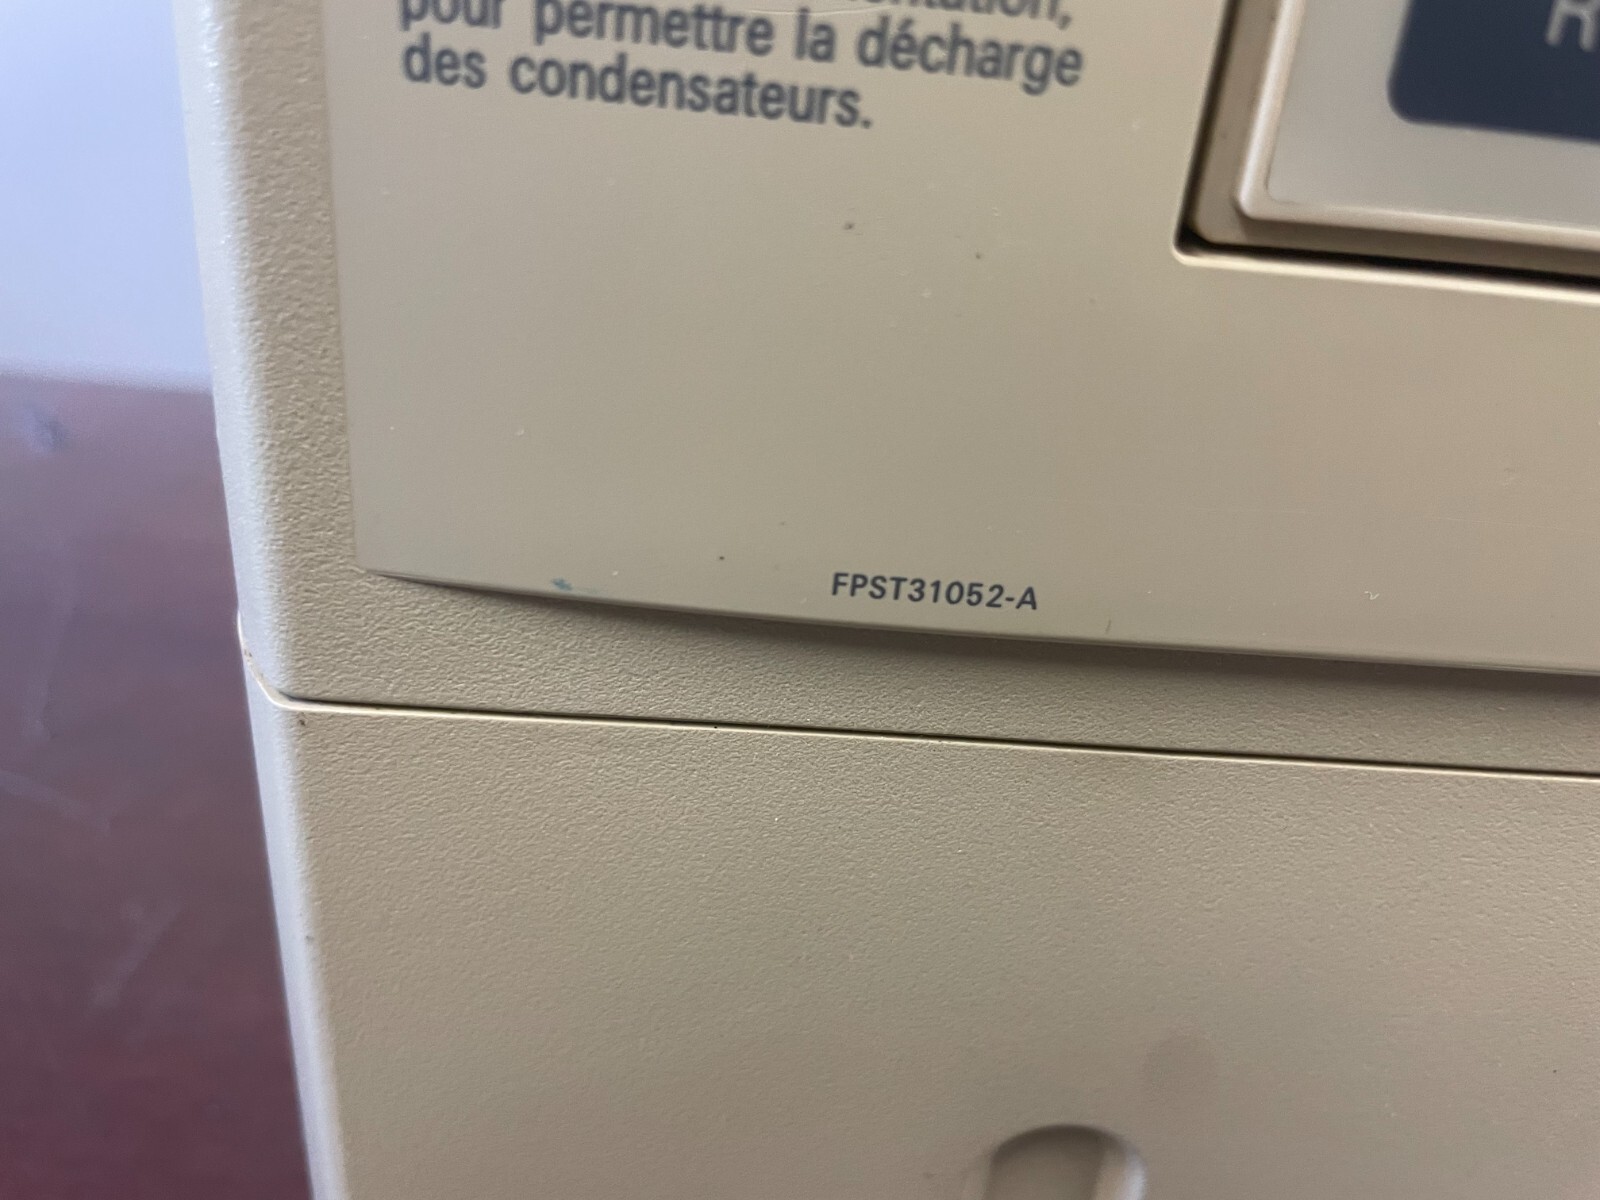 pour permettre la décharge
des condensateurs.
FPST31052-A